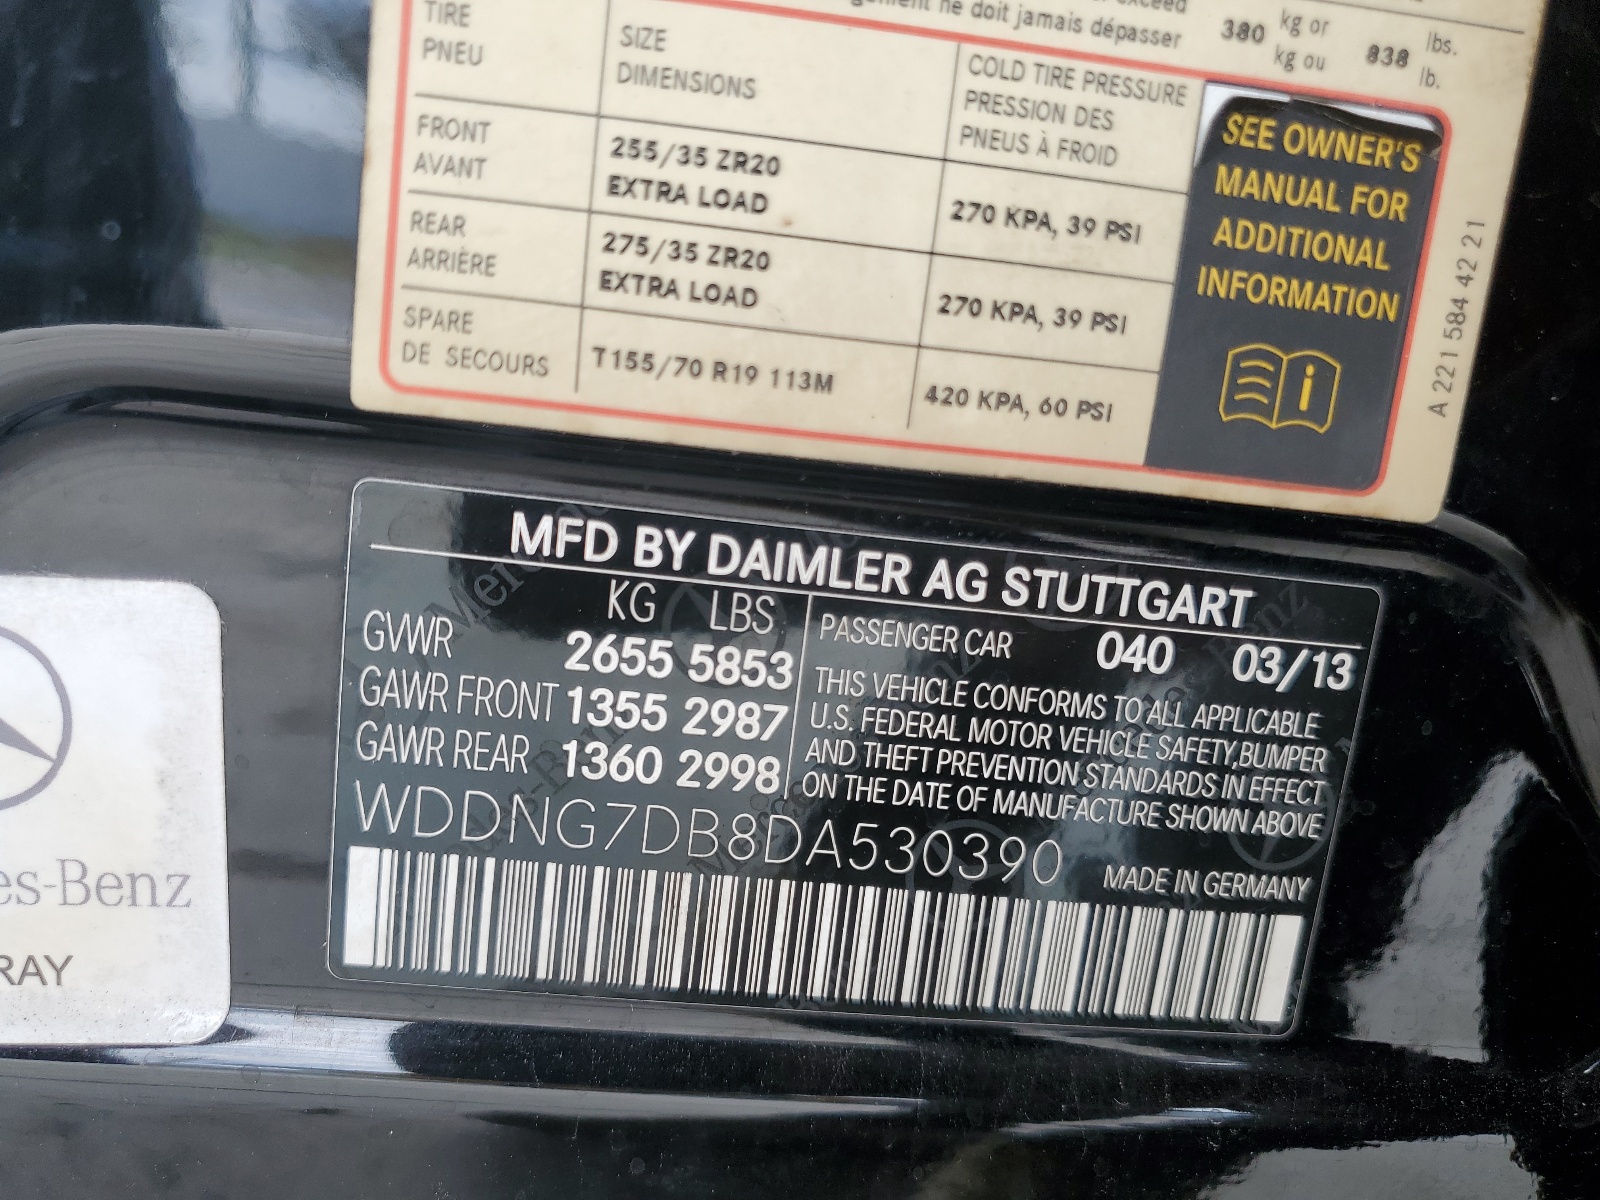 TIRE
PNEU
SIZE
DIMENSIONS
ne doit jamais dépasser
380 kg or 838 lbs.
kg ou lb.
COLD TIRE PRESSURE
PRESSION DES
PNEUS À FROID
FRONT
AVANT
255/35 ZR20
EXTRA LOAD
270 KPA, 39 PSI
REAR
ARRIÈRE
275/35 ZR20
EXTRA LOAD
270 KPA, 39 PSI
SPARE
DE SECOURS
T155/70 R19 113M
420 KPA, 60 PSI
SEE OWNER'S
MANUAL FOR
ADDITIONAL
INFORMATION
A 221 584 42 21
MFD BY DAIMLER AG STUTTGART
KG LBS
GVWR 2655 5853
GAWR FRONT 1355 2987
GAWR REAR 1360 2998
PASSENGER CAR 040 03/13
THIS VEHICLE CONFORMS TO ALL APPLICABLE
U.S. FEDERAL MOTOR VEHICLE SAFETY,BUMPER
AND THEFT PREVENTION STANDARDS IN EFFECT
ON THE DATE OF MANUFACTURE SHOWN ABOVE
WDDNG7DB8DA530390
MADE IN GERMANY
es-Benz
RAY